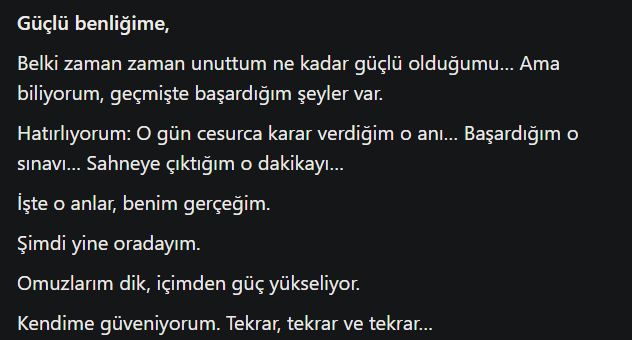 Güçlü benliğime,
Belki zaman zaman unuttum ne kadar güçlü olduğumu... Ama
biliyorum, geçmişte başardığım şeyler var.
Hatırlıyorum: O gün cesurca karar verdiğim o anı... Başardığım o
sınavı... Sahneye çıktığım o dakikayı...
İşte o anlar, benim gerçeğim.
Şimdi yine oradayım.
Omuzlarım dik, içimden güç yükseliyor.
Kendime güveniyorum. Tekrar, tekrar ve tekrar...